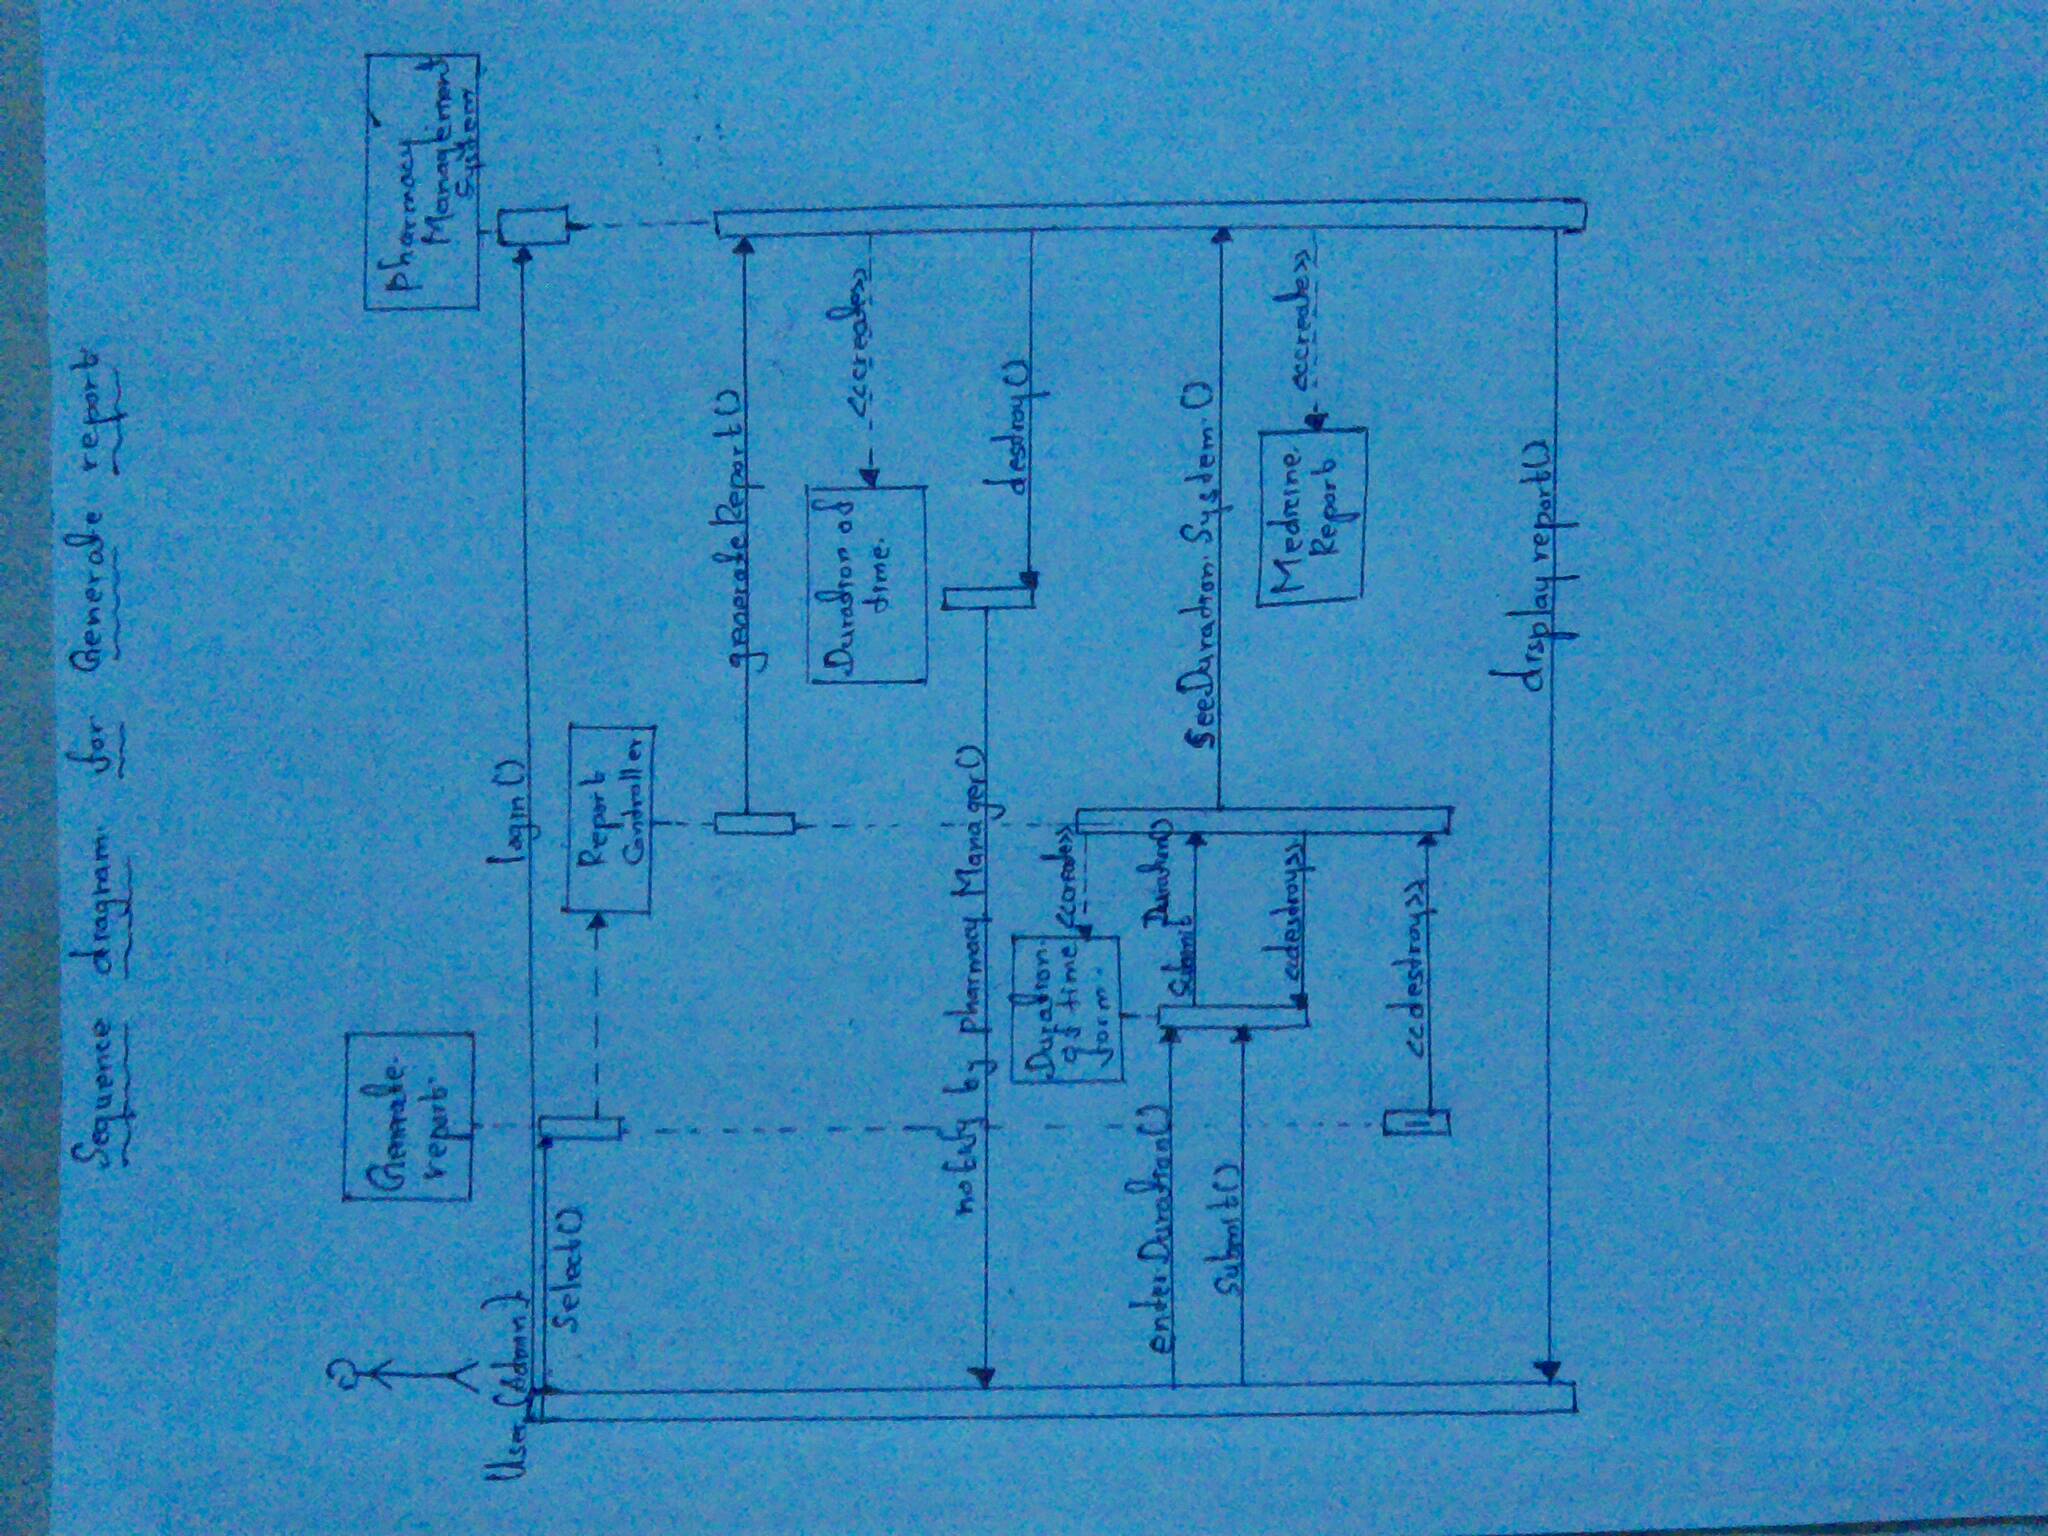 Sequence diagram for Generate report
Generate
report
Pharmacy
Management
System
User (Admin)
login()
Select()
Report
Controller
generateReport()
Duration of
time
<<create>>
notify by pharmacy Manager()
destroy()
Duration
of time
form
<<create>>
enterDuration()
Submit Duration()
SeeDuration System ()
Submit()
<<destroy>>
Medicine
Report
<<create>>
<<destroy>>
display report()